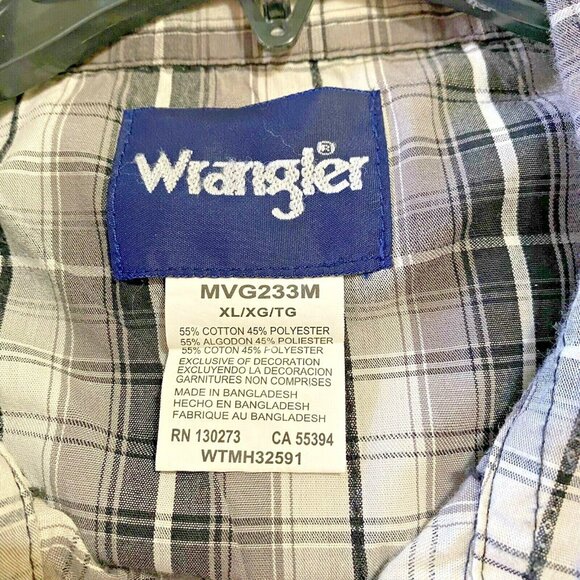 Wrangler®
MVG233M
XL/XG/TG
55% COTTON 45% POLYESTER
55% ALGODON 45% POLIESTER
55% COTON 45% POLYESTER
EXCLUSIVE OF DECORATION
EXCLUYENDO LA DECORACION
GARNITURES NON COMPRISES
MADE IN BANGLADESH
HECHO EN BANGLADESH
FABRIQUE AU BANGLADESH
RN 130273 CA 55394
WTMH32591